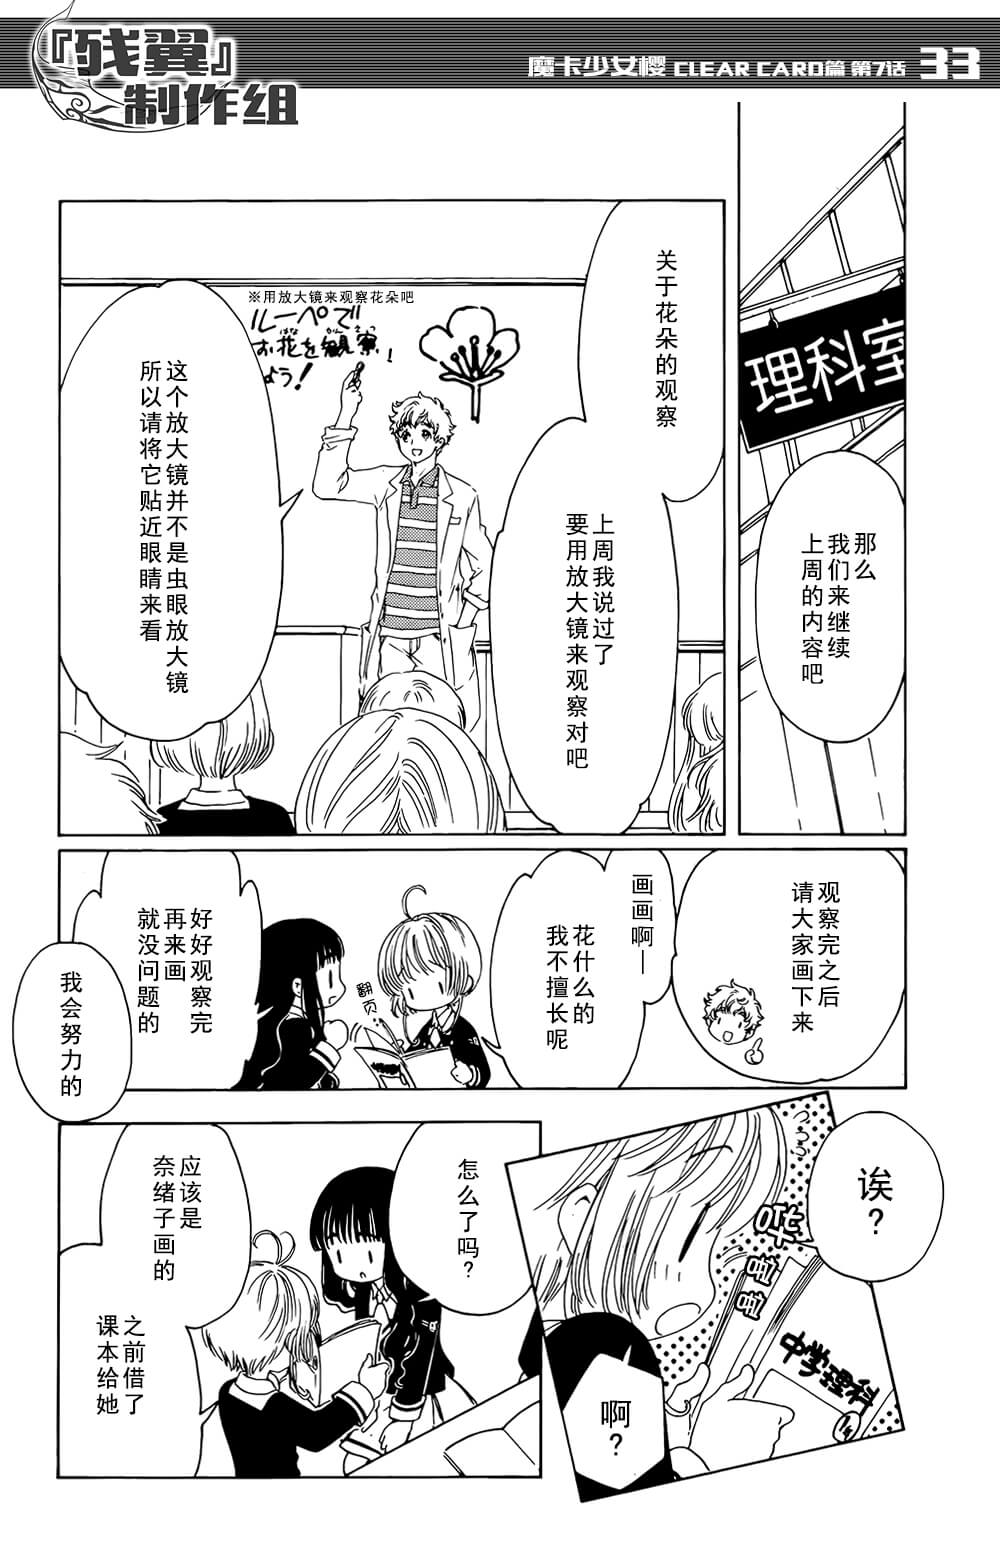 『残翼』
制作组
魔卡少女樱 CLEAR CARD篇 第7话
33
理科室
那么
我们来继续
上周的内容吧
关于花朵的观察
上周我说过了
要用放大镜来观察对吧
※用放大镜来观察花朵吧
ルーペで
お花を観察
はな
かんさつ
しよう!
这个放大镜并不是虫眼放大镜
所以请将它贴近眼睛来看
观察完之后
请大家画下来
画画啊—
花什么的
我不擅长呢
翻页
好好观察完
再来画
就没问题的
我会努力的
诶?
中学理科
啊?
怎么了吗?
应该是
奈绪子画的
之前借了
课本给她